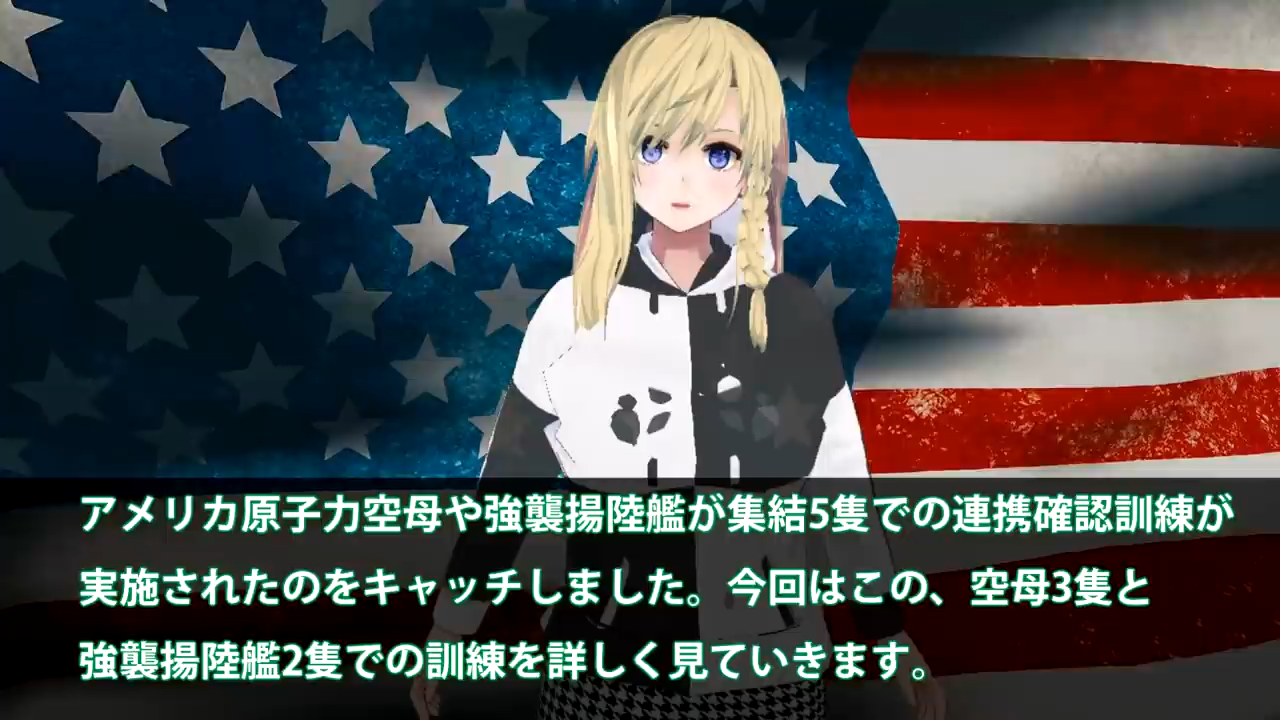 アメリカ原子力空母や強襲揚陸艦が集結5隻での連携確認訓練が
実施されたのをキャッチしました。今回はこの、空母3隻と
強襲揚陸艦2隻での訓練を詳しく見ていきます。